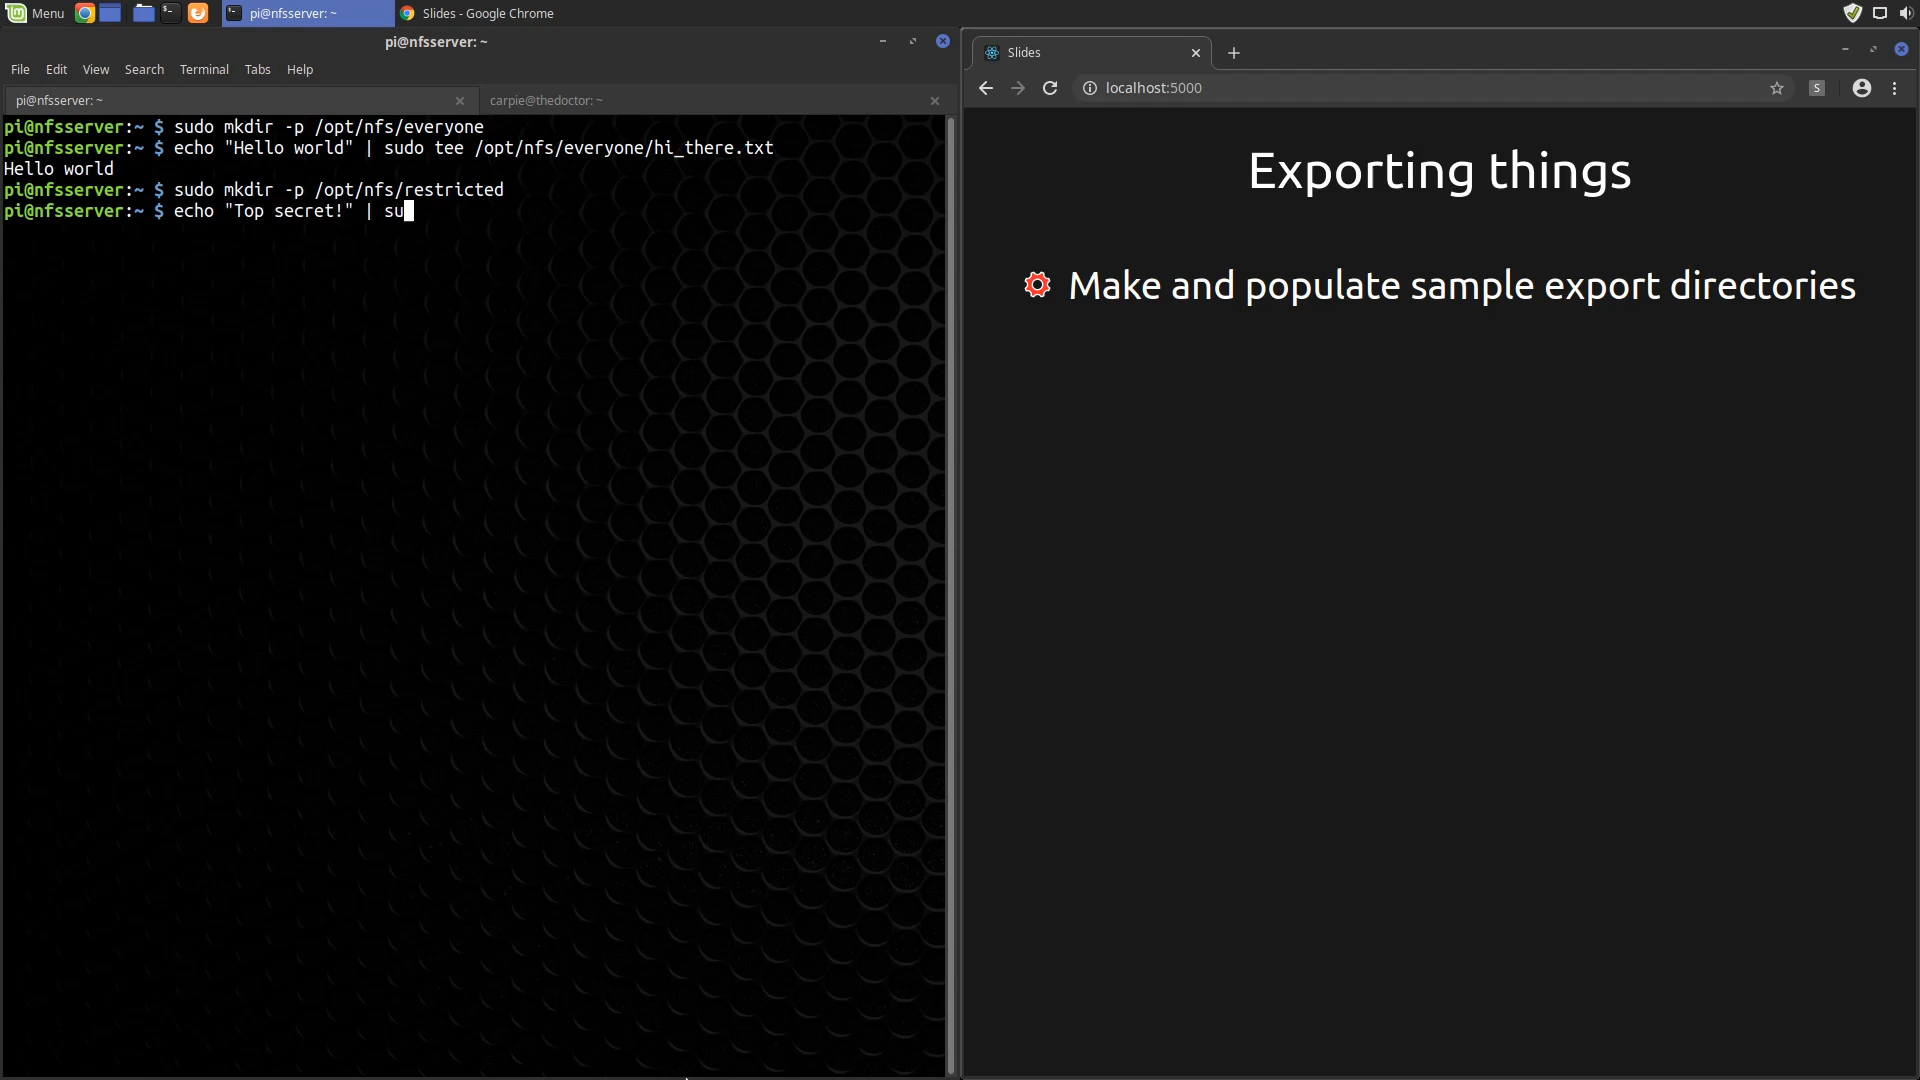 Menu
pi@nfsserver: ~
Slides - Google Chrome
pi@nfsserver: ~
File Edit View Search Terminal Tabs Help
pi@nfsserver: ~
carpie@thedoctor: ~
pi@nfsserver:~ $ sudo mkdir -p /opt/nfs/everyone
pi@nfsserver:~ $ echo "Hello world" | sudo tee /opt/nfs/everyone/hi_there.txt
Hello world
pi@nfsserver:~ $ sudo mkdir -p /opt/nfs/restricted
pi@nfsserver:~ $ echo "Top secret!" | su
Slides
localhost:5000
S
Exporting things
Make and populate sample export directories